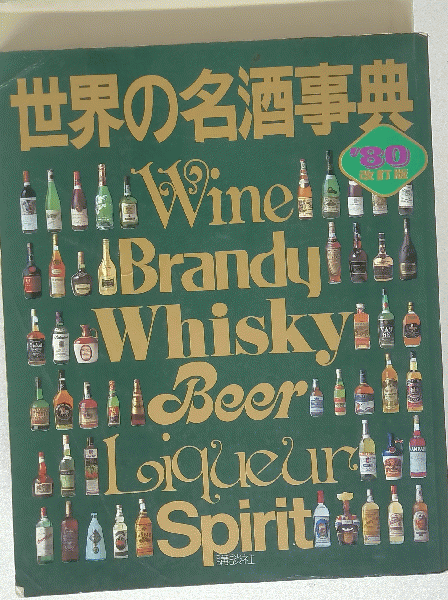 世界の名酒事典
'80
改訂版
Wine
Brandy
Whisky
Beer
Liqueur
Spirit
講談社